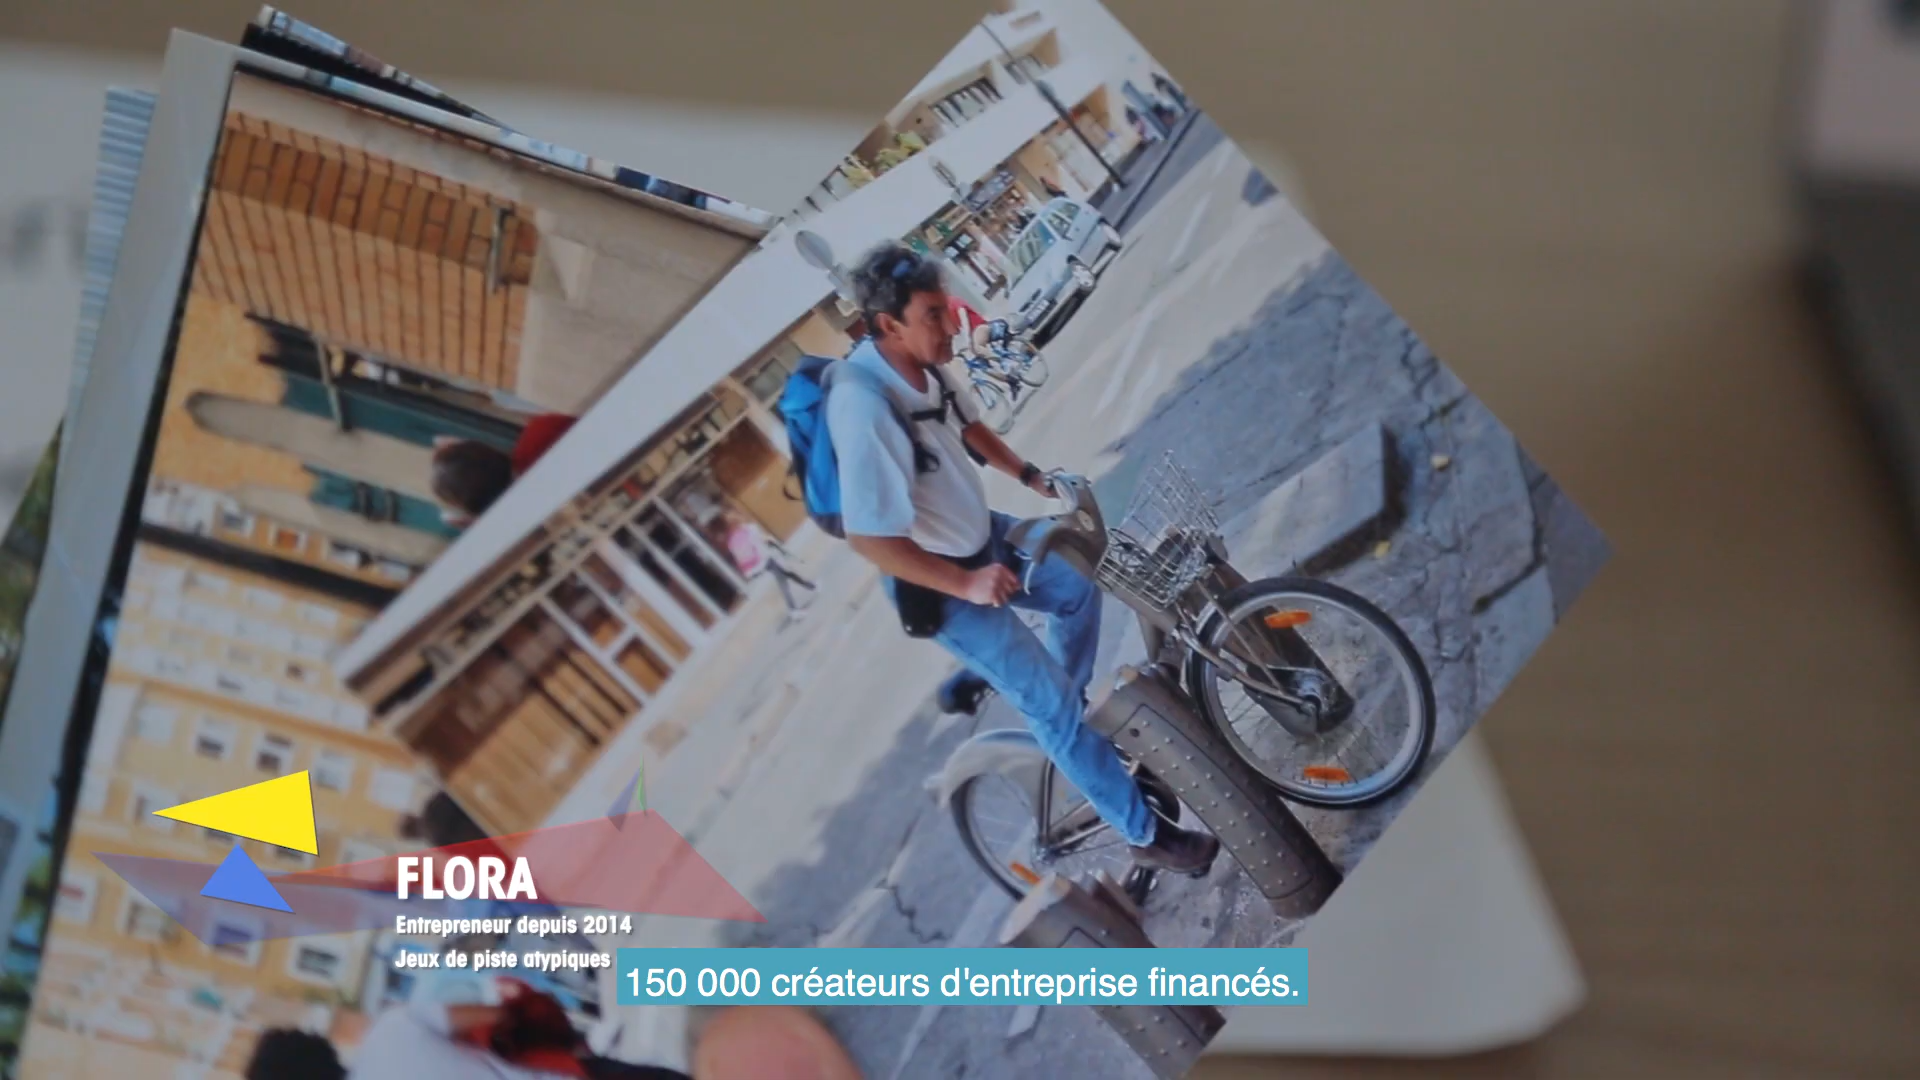 FLORA
Entrepreneur depuis 2014
Jeux de piste atypiques
150 000 créateurs d'entreprise financés.